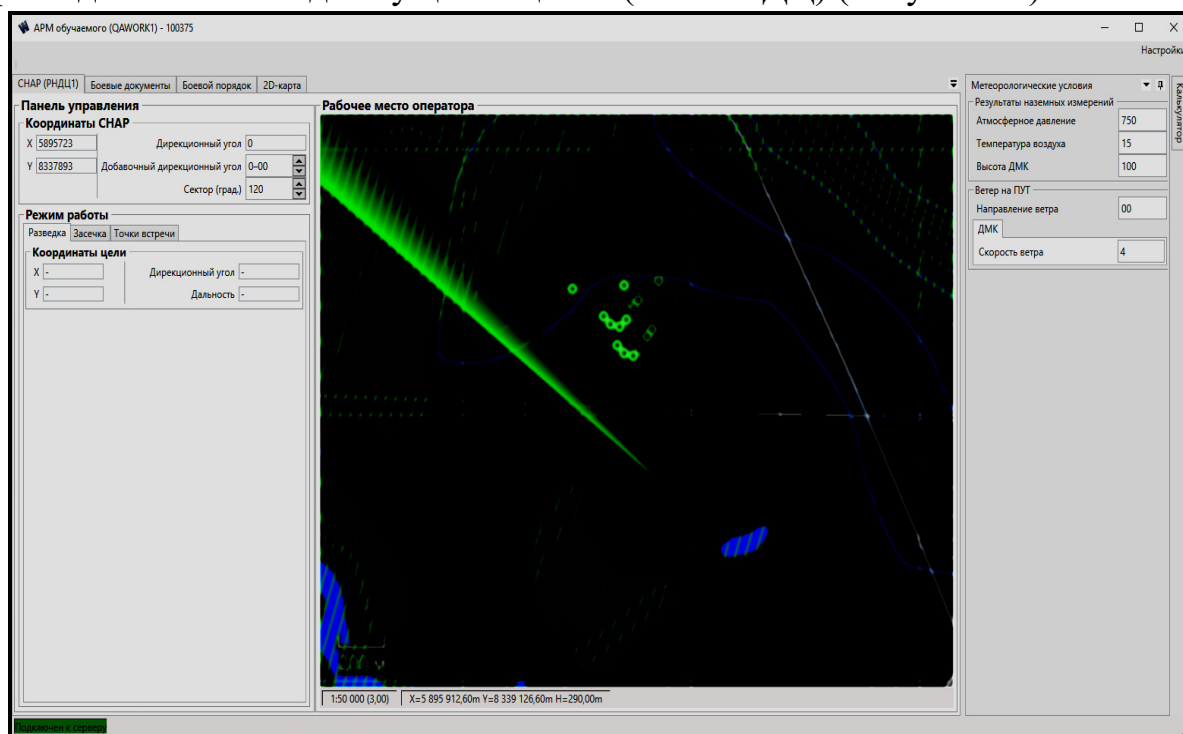 АРМ обучаемого (QAWORK1) - 100375
Настройки
СНАР (РНДЦ1) Боевые документы Боевой порядок 2D-карта
Панель управления
Координаты СНАР
X 5895723 Дирекционный угол 0
Y 8337893 Добавочный дирекционный угол 0-00
Сектор (град.) 120
Режим работы
Разведка Засечка Точки встречи
Координаты цели
X - Дирекционный угол -
Y - Дальность -
Рабочее место оператора
1:50 000 (3,00) X=5 895 912,60m Y=8 339 126,60m H=290,00m
Метеорологические условия
Результаты наземных измерений
Атмосферное давление 750
Температура воздуха 15
Высота ДМК 100
Ветер на ПУТ
Направление ветра 00
ДМК
Скорость ветра 4
Калькулятор
Подключен к серверу